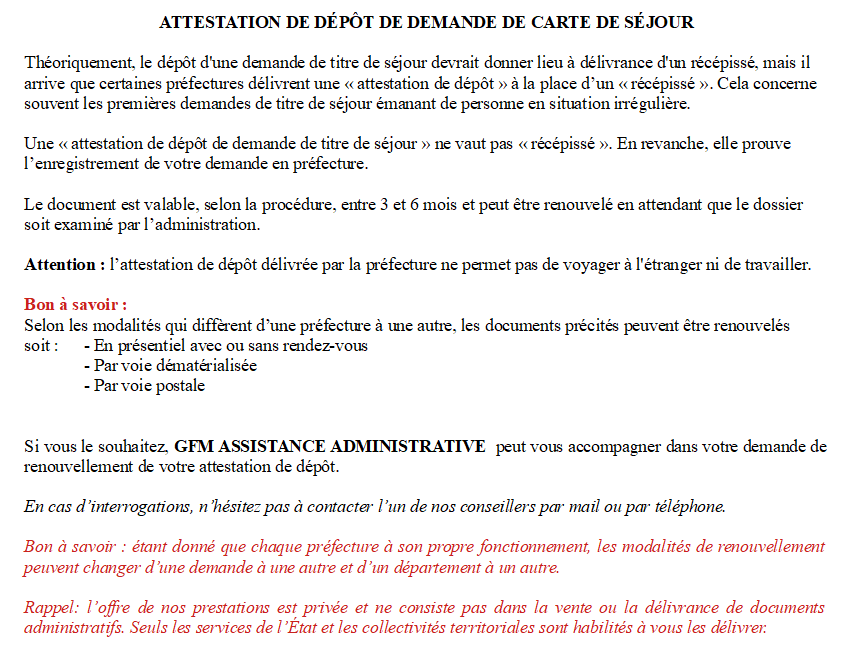 ATTESTATION DE DÉPÔT DE DEMANDE DE CARTE DE SÉJOUR
Théoriquement, le dépôt d'une demande de titre de séjour devrait donner lieu à délivrance d'un récépissé, mais il
arrive que certaines préfectures délivrent une « attestation de dépôt » à la place d’un « récépissé ». Cela concerne
souvent les premières demandes de titre de séjour émanant de personne en situation irrégulière.
Une « attestation de dépôt de demande de titre de séjour » ne vaut pas « récépissé ». En revanche, elle prouve
l’enregistrement de votre demande en préfecture.
Le document est valable, selon la procédure, entre 3 et 6 mois et peut être renouvelé en attendant que le dossier
soit examiné par l’administration.
Attention : l’attestation de dépôt délivrée par la préfecture ne permet pas de voyager à l'étranger ni de travailler.
Bon à savoir :
Selon les modalités qui diffèrent d’une préfecture à une autre, les documents précités peuvent être renouvelés
soit : - En présentiel avec ou sans rendez-vous
- Par voie dématérialisée
- Par voie postale
Si vous le souhaitez, GFM ASSISTANCE ADMINISTRATIVE peut vous accompagner dans votre demande de
renouvellement de votre attestation de dépôt.
En cas d’interrogations, n’hésitez pas à contacter l’un de nos conseillers par mail ou par téléphone.
Bon à savoir : étant donné que chaque préfecture à son propre fonctionnement, les modalités de renouvellement
peuvent changer d’une demande à une autre et d’un département à un autre.
Rappel: l’offre de nos prestations est privée et ne consiste pas dans la vente ou la délivrance de documents
administratifs. Seuls les services de l’État et les collectivités territoriales sont habilités à vous les délivrer.